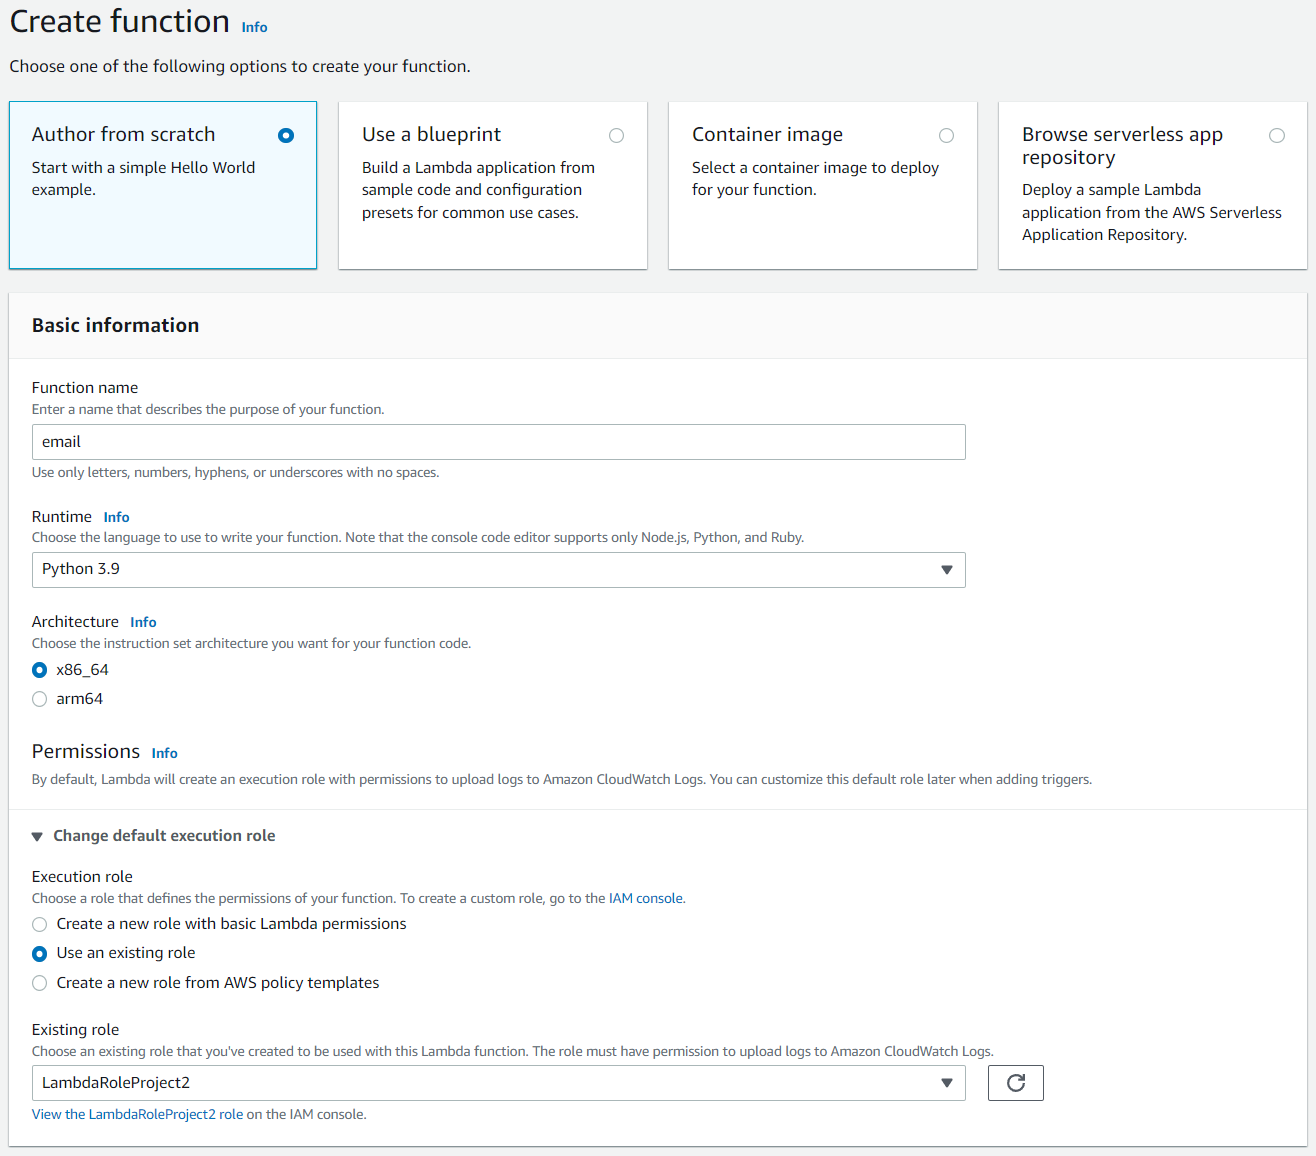 Create function Info
Choose one of the following options to create your function.
Author from scratch
Start with a simple Hello World
example.
Use a blueprint
Build a Lambda application from
sample code and configuration
presets for common use cases.
Container image
Select a container image to deploy
for your function.
Browse serverless app
repository
Deploy a sample Lambda
application from the AWS Serverless
Application Repository.
Basic information
Function name
Enter a name that describes the purpose of your function.
email
Use only letters, numbers, hyphens, or underscores with no spaces.
Runtime Info
Choose the language to use to write your function. Note that the console code editor supports only Node.js, Python, and Ruby.
Python 3.9
Architecture Info
Choose the instruction set architecture you want for your function code.
x86_64
arm64
Permissions Info
By default, Lambda will create an execution role with permissions to upload logs to Amazon CloudWatch Logs. You can customize this default role later when adding triggers.
Change default execution role
Execution role
Choose a role that defines the permissions of your function. To create a custom role, go to the IAM console.
Create a new role with basic Lambda permissions
Use an existing role
Create a new role from AWS policy templates
Existing role
Choose an existing role that you've created to be used with this Lambda function. The role must have permission to upload logs to Amazon CloudWatch Logs.
LambdaRoleProject2
View the LambdaRoleProject2 role on the IAM console.